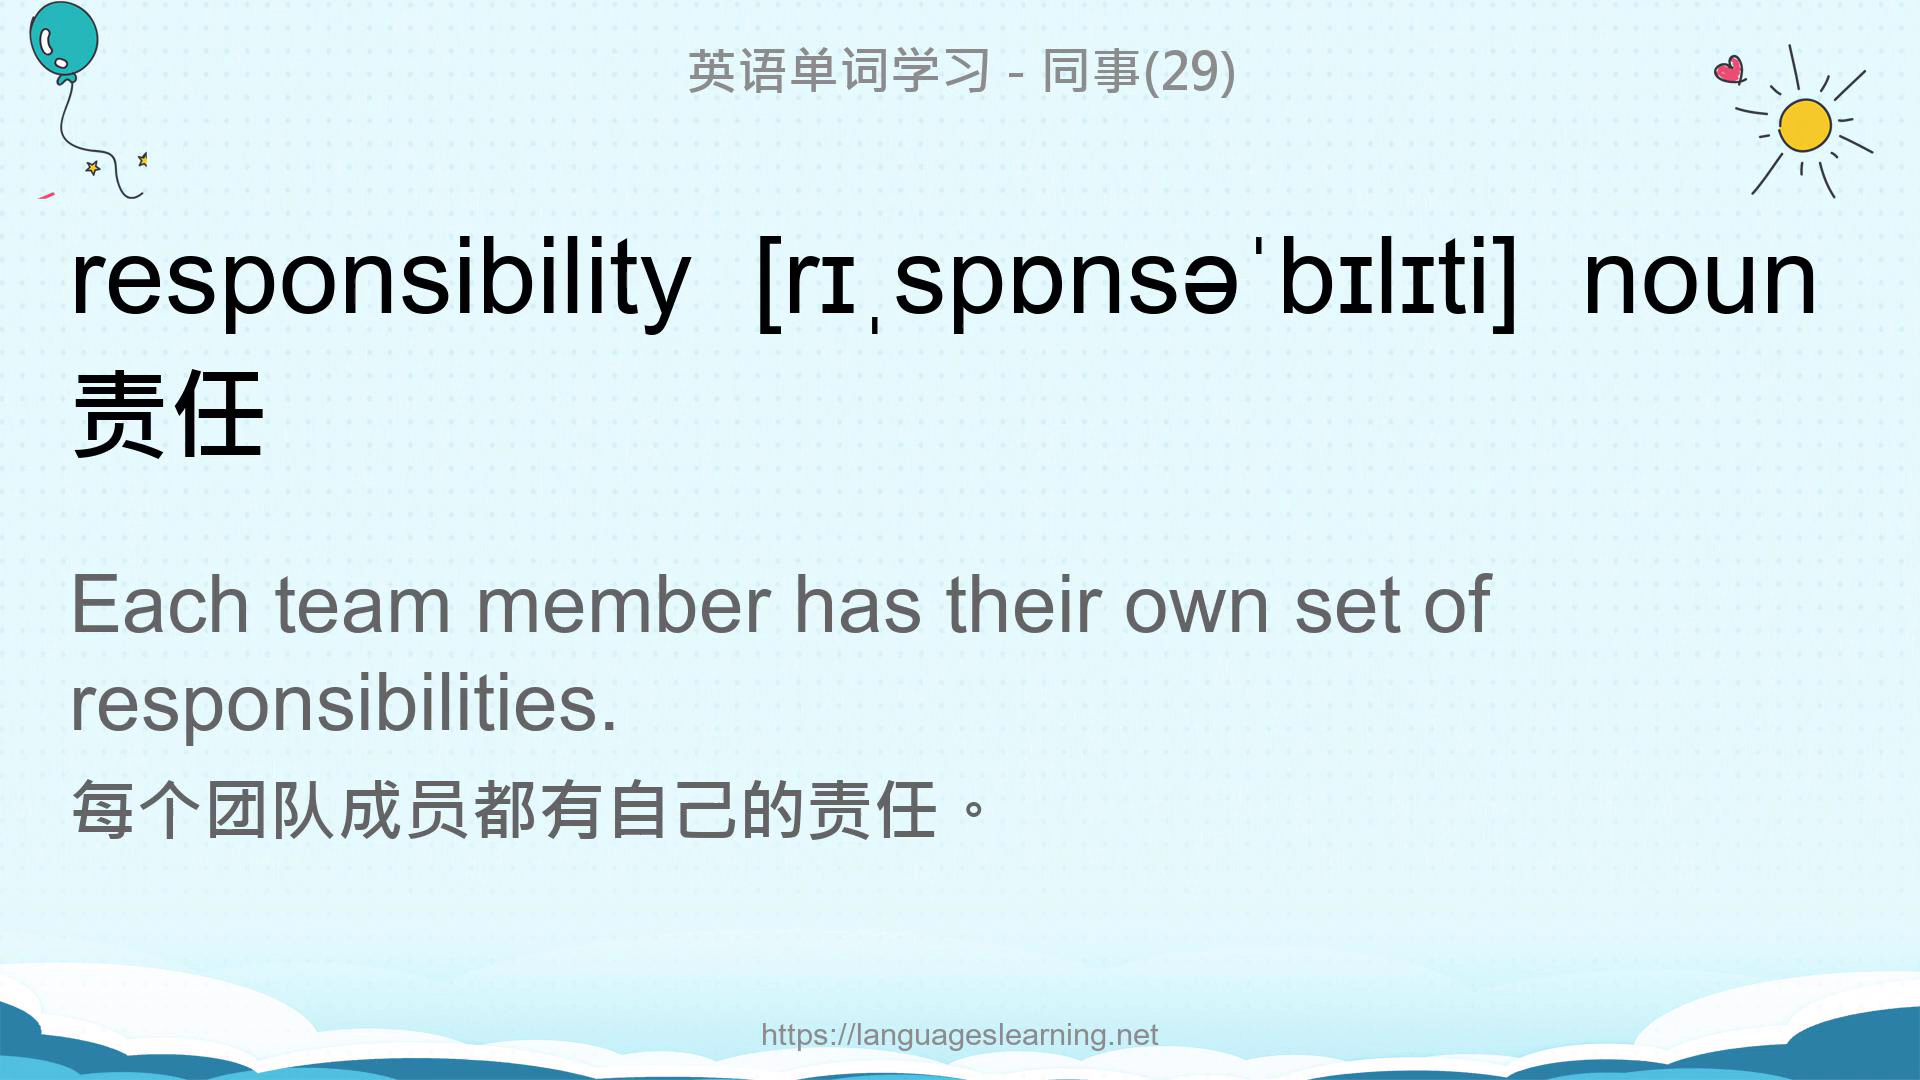 英语单词学习 - 同事(29)
responsibility [rɪˌspɒnsəˈbɪlɪti] noun
责任
Each team member has their own set of
responsibilities.
每个团队成员都有自己的责任。
https://languageslearning.net